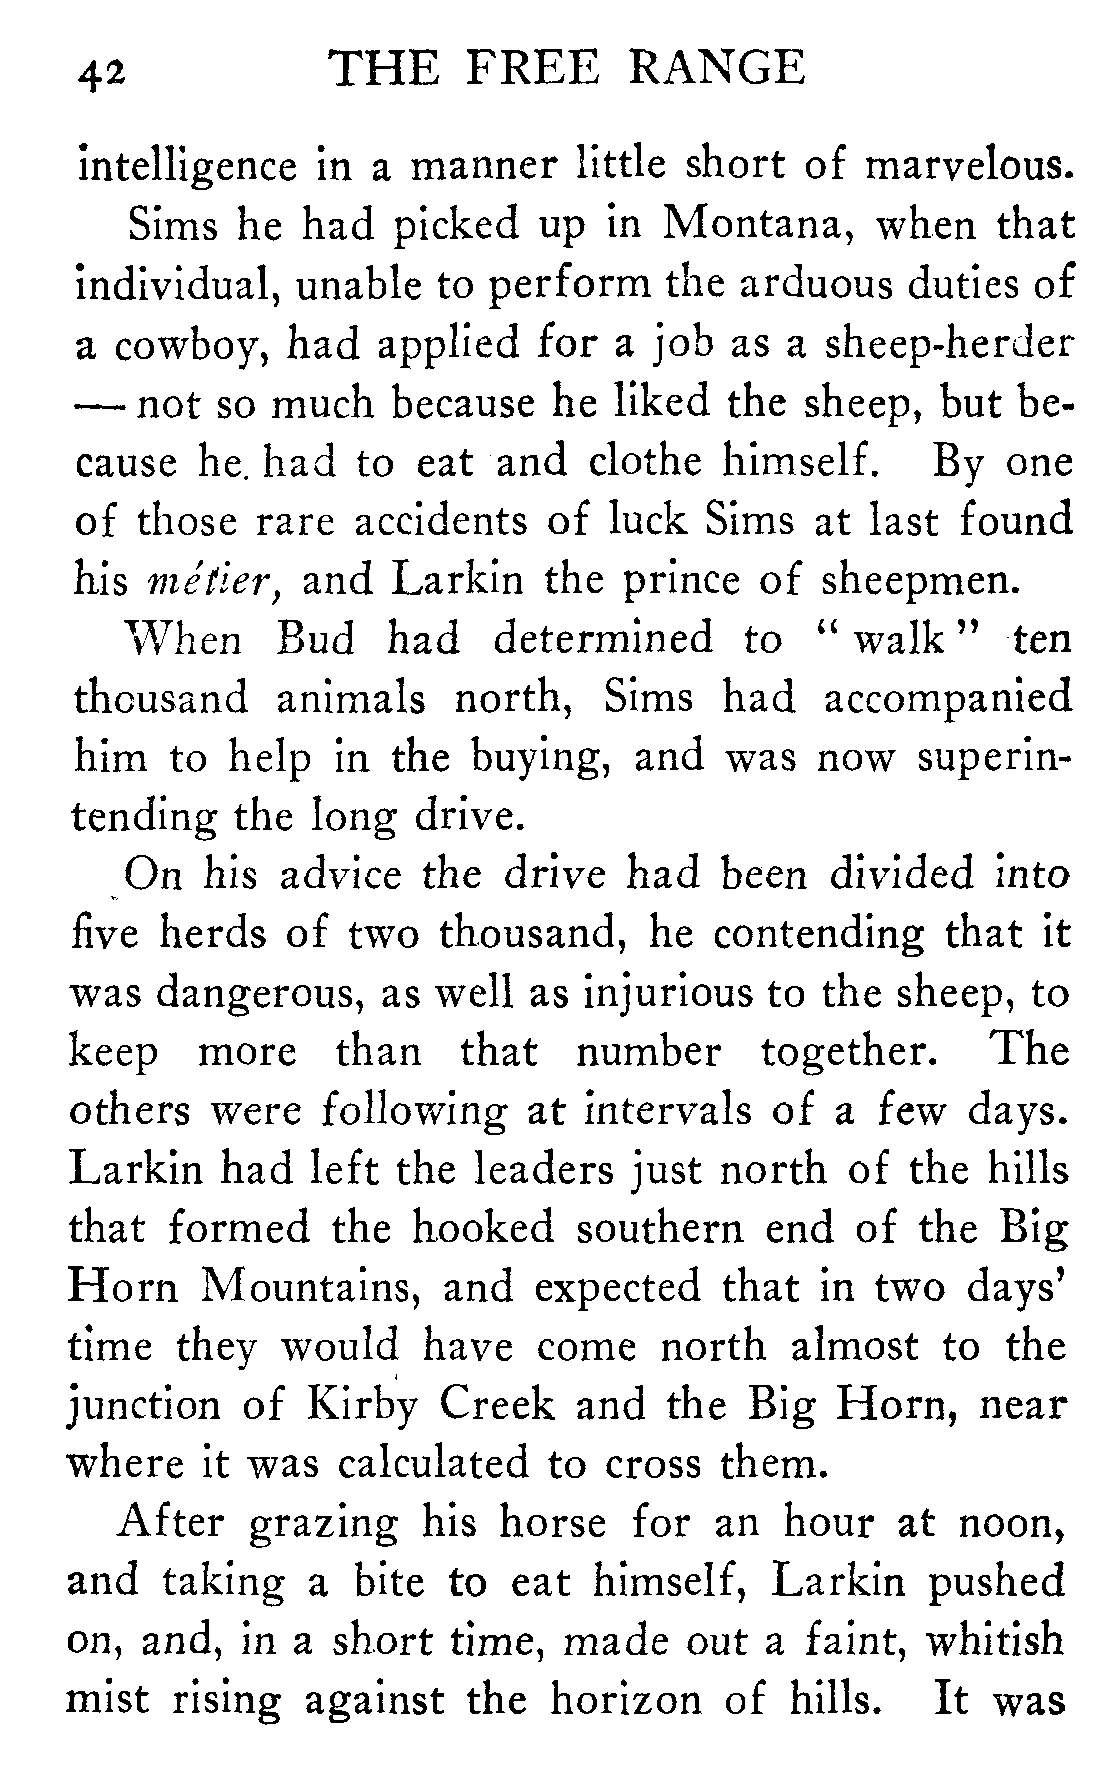 42 THE FREE RANGE
intelligence in a manner little short of marvelous.
Sims he had picked up in Montana, when that
individual, unable to perform the arduous duties of
a cowboy, had applied for a job as a sheep-herder
— not so much because he liked the sheep, but be-
cause he. had to eat and clothe himself. By one
of those rare accidents of luck Sims at last found
his métier, and Larkin the prince of sheepmen.
When Bud had determined to “ walk ” ten
thousand animals north, Sims had accompanied
him to help in the buying, and was now superin-
tending the long drive.
On his advice the drive had been divided into
five herds of two thousand, he contending that it
was dangerous, as well as injurious to the sheep, to
keep more than that number together. The
others were following at intervals of a few days.
Larkin had left the leaders just north of the hills
that formed the hooked southern end of the Big
Horn Mountains, and expected that in two days’
time they would have come north almost to the
junction of Kirby Creek and the Big Horn, near
where it was calculated to cross them.
After grazing his horse for an hour at noon,
and taking a bite to eat himself, Larkin pushed
on, and, in a short time, made out a faint, whitish
mist rising against the horizon of hills. It was